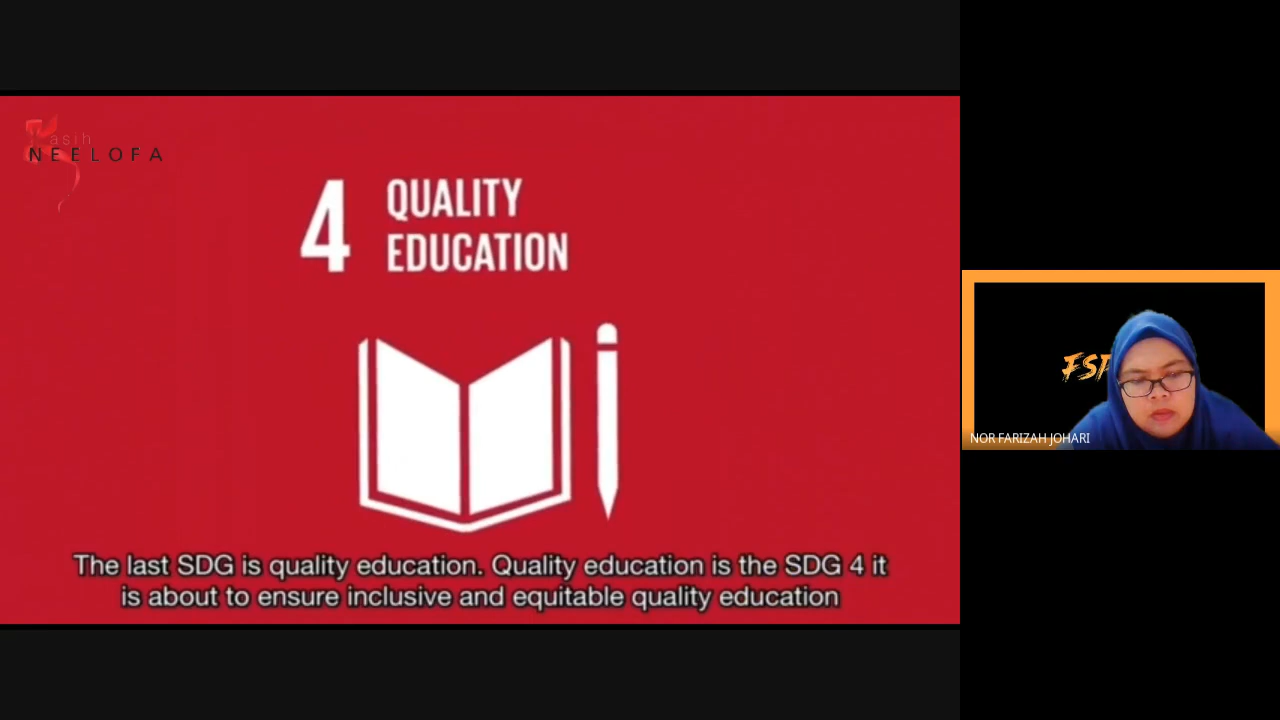 asih
NEELOFA
4 QUALITY
EDUCATION
The last SDG is quality education. Quality education is the SDG 4 it
is about to ensure inclusive and equitable quality education
NOR FARIZAH JOHARI